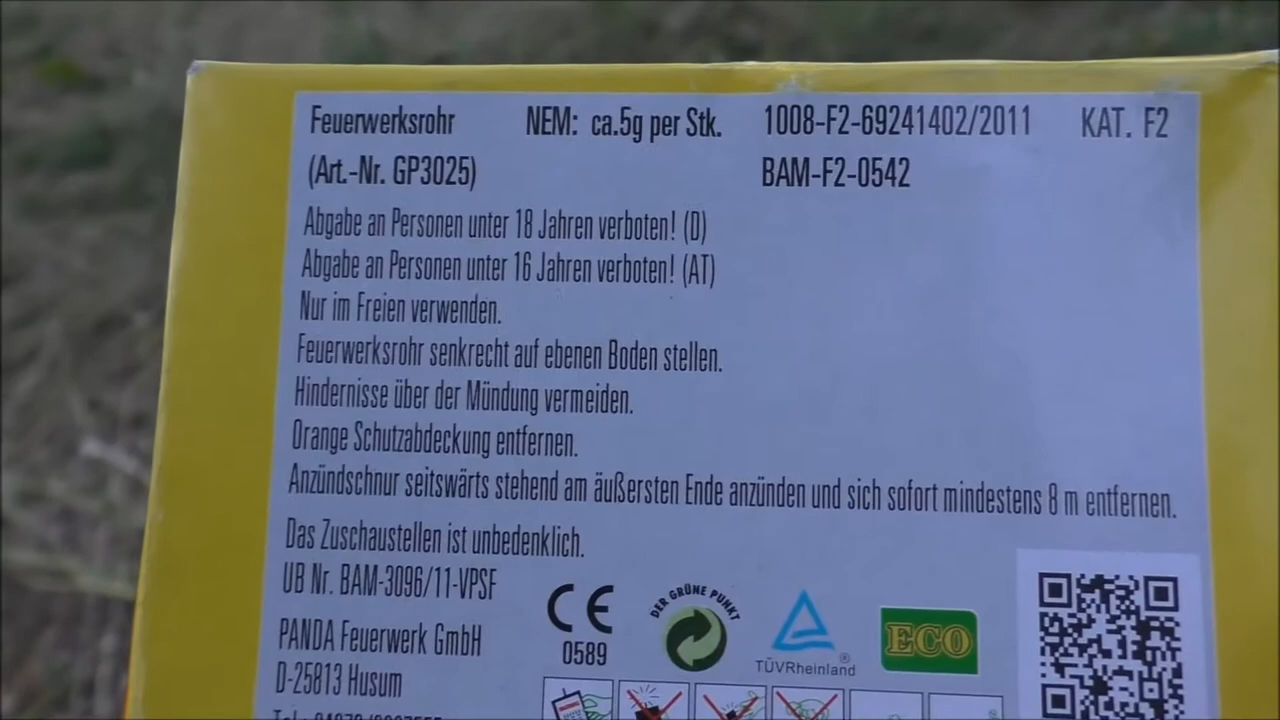 Feuerwerksrohr NEM: ca.5g per Stk. 1008-F2-69241402/2011 KAT. F2
(Art.-Nr. GP3025) BAM-F2-0542
Abgabe an Personen unter 18 Jahren verboten! (D)
Abgabe an Personen unter 16 Jahren verboten! (AT)
Nur im Freien verwenden.
Feuerwerksrohr senkrecht auf ebenen Boden stellen.
Hindernisse über der Mündung vermeiden.
Orange Schutzabdeckung entfernen.
Anzündschnur seitswärts stehend am äußersten Ende anzünden und sich sofort mindestens 8 m entfernen.
Das Zuschaustellen ist unbedenklich.
UB Nr. BAM-3096/11-VPSF
CE
0589
DER GRÜNE PUNKT
TÜVRheinland®
ECO
PANDA Feuerwerk GmbH
D-25813 Husum